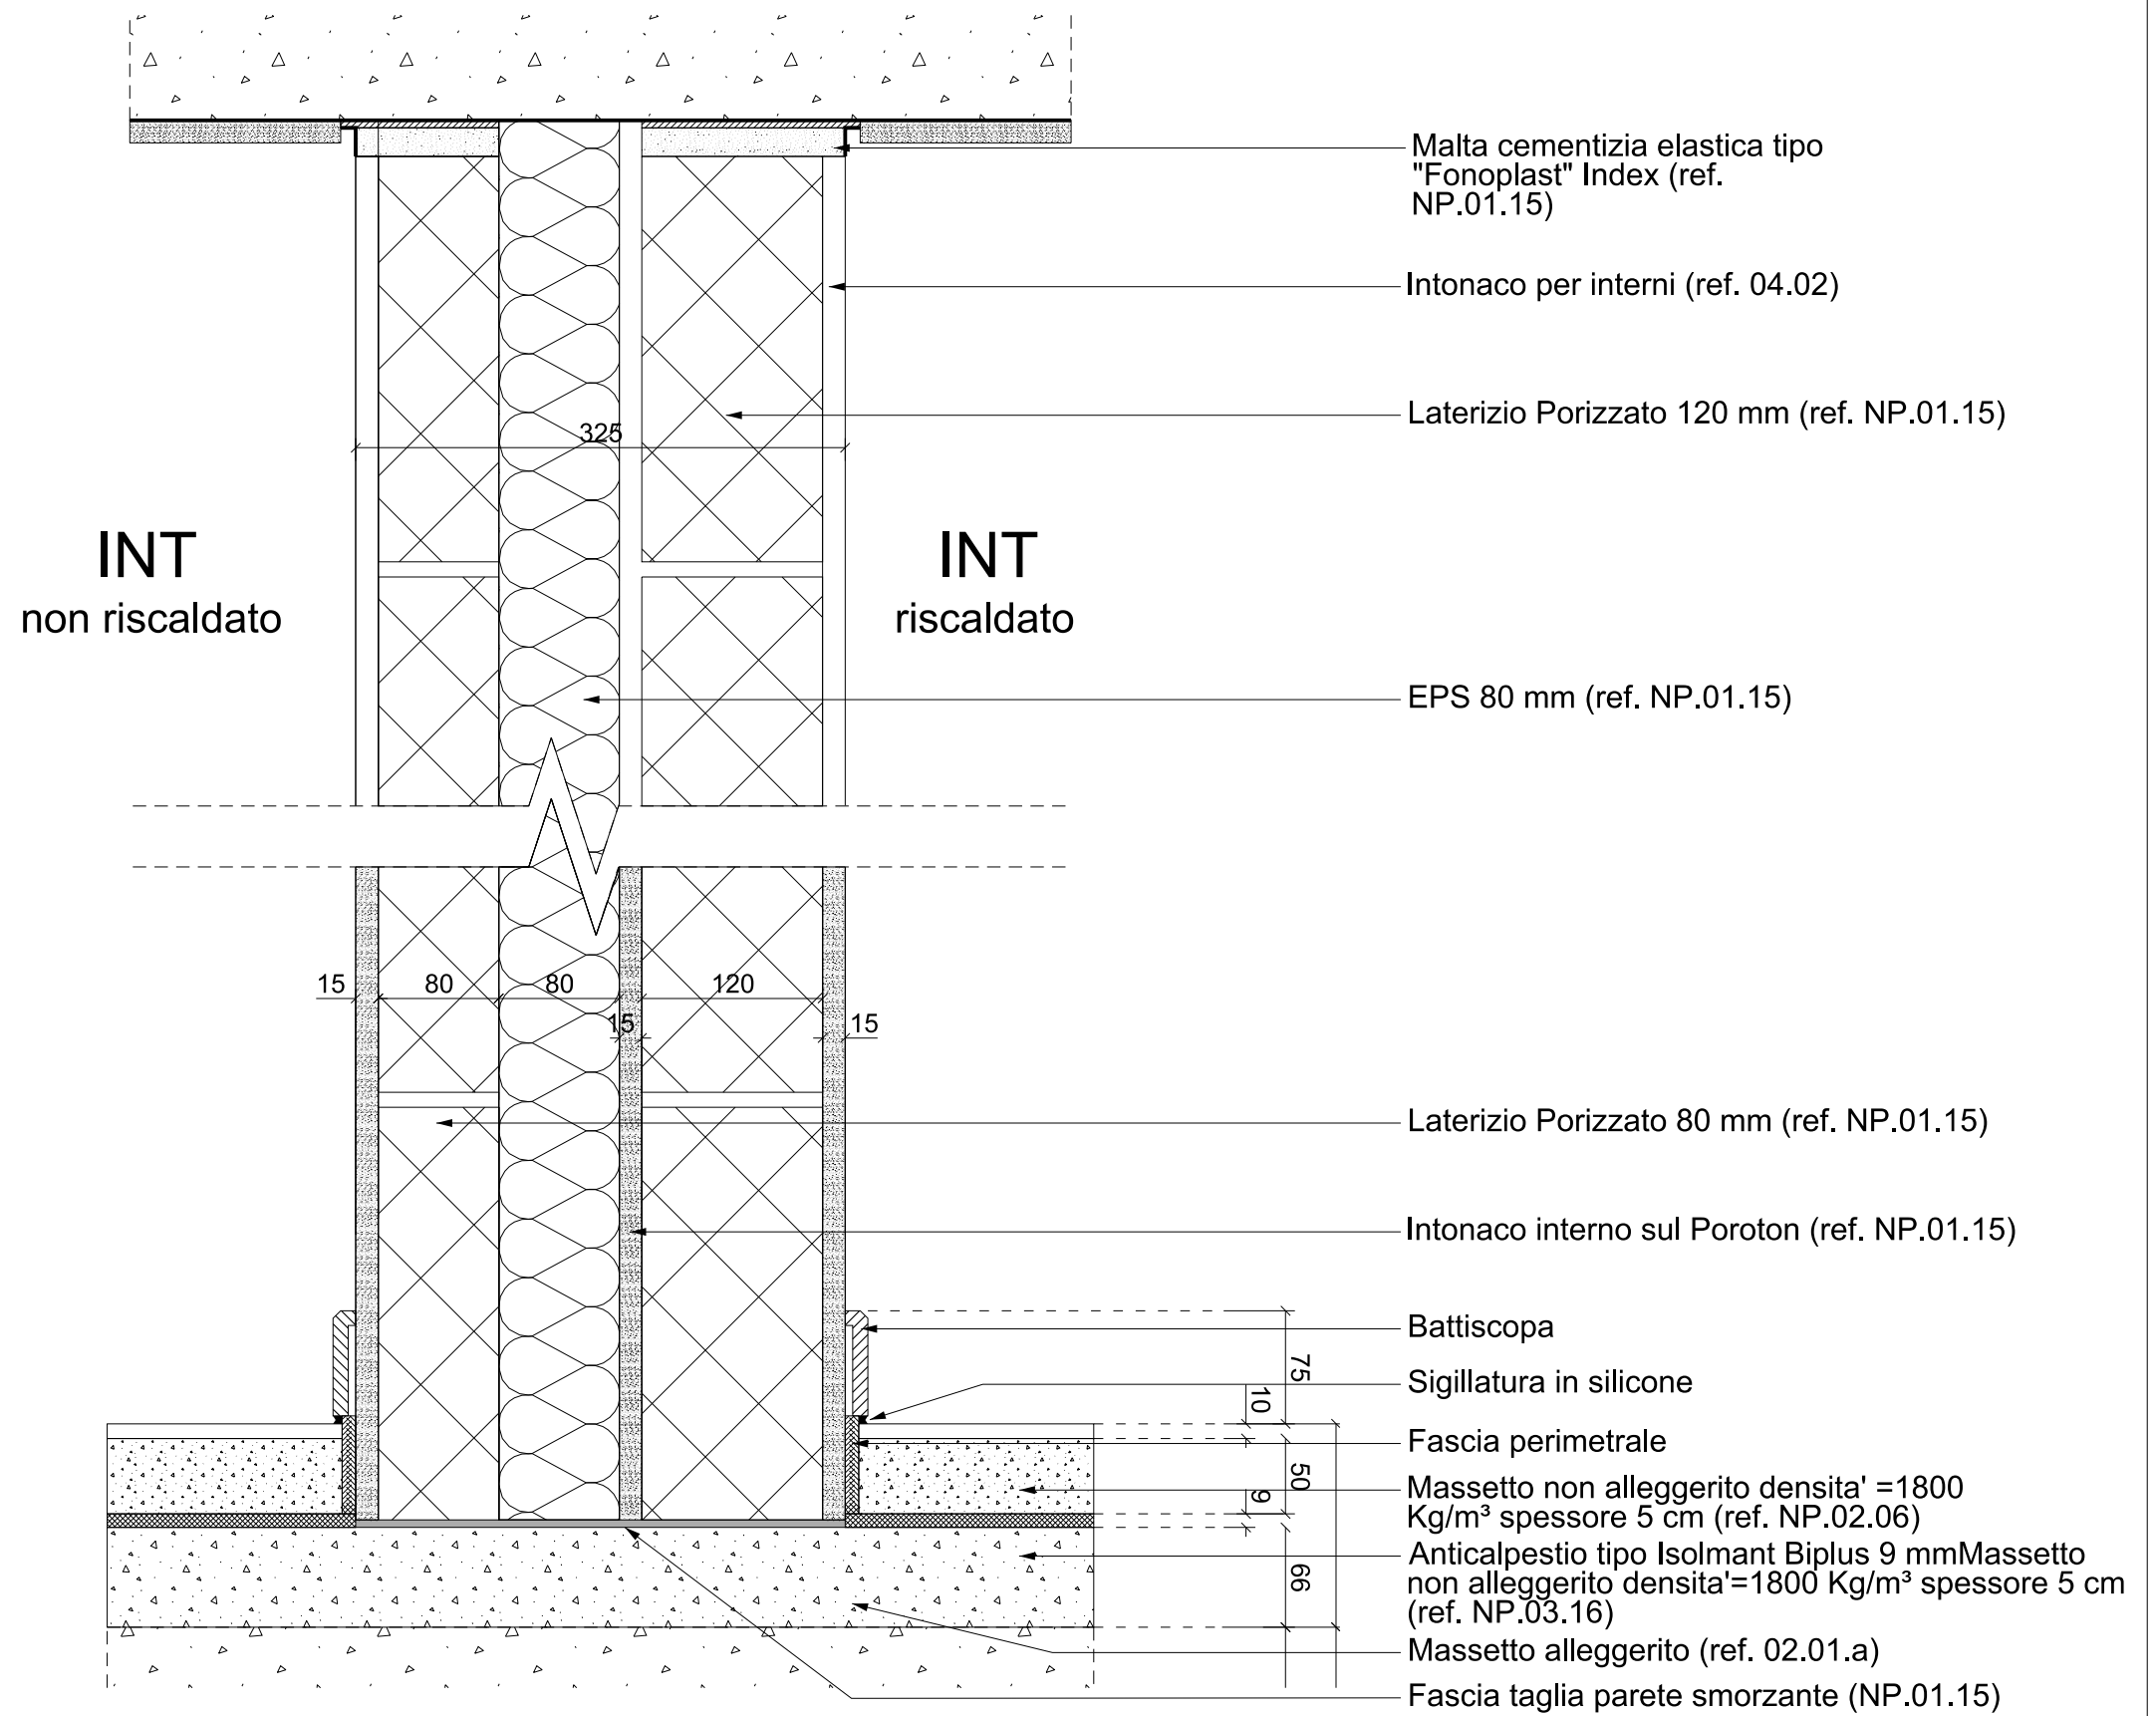 Malta cementizia elastica tipo
"Fonoplast" Index (ref.
NP.01.15)
Intonaco per interni (ref. 04.02)
Laterizio Porizzato 120 mm (ref. NP.01.15)
325
INT
non riscaldato
INT
riscaldato
EPS 80 mm (ref. NP.01.15)
15
80
80
120
15
15
Laterizio Porizzato 80 mm (ref. NP.01.15)
Intonaco interno sul Poroton (ref. NP.01.15)
Battiscopa
75
Sigillatura in silicone
10
Fascia perimetrale
50
Massetto non alleggerito densita' =1800
Kg/m³ spessore 5 cm (ref. NP.02.06)
9
Anticalpestio tipo Isolmant Biplus 9 mmMassetto
non alleggerito densita'=1800 Kg/m³ spessore 5 cm
(ref. NP.03.16)
66
Massetto alleggerito (ref. 02.01.a)
Fascia taglia parete smorzante (NP.01.15)